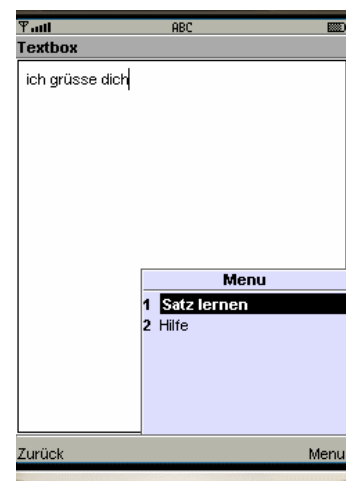 ABC
Textbox
ich grüsse dich
Menu
1 Satz lernen
2 Hilfe
Zurück Menu